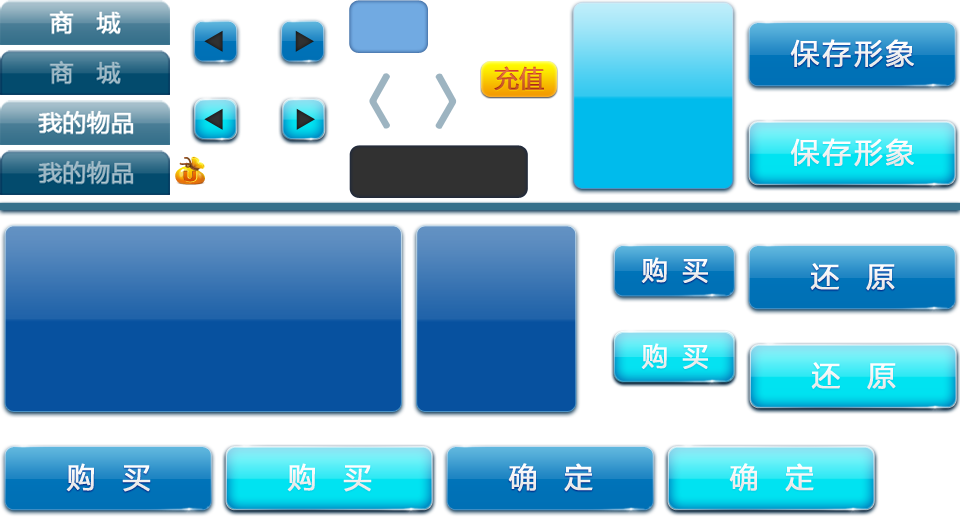 商 城
商 城
我的物品
我的物品
充值
保存形象
保存形象
购 买
还 原
购 买
还 原
购 买
购 买
确 定
确 定